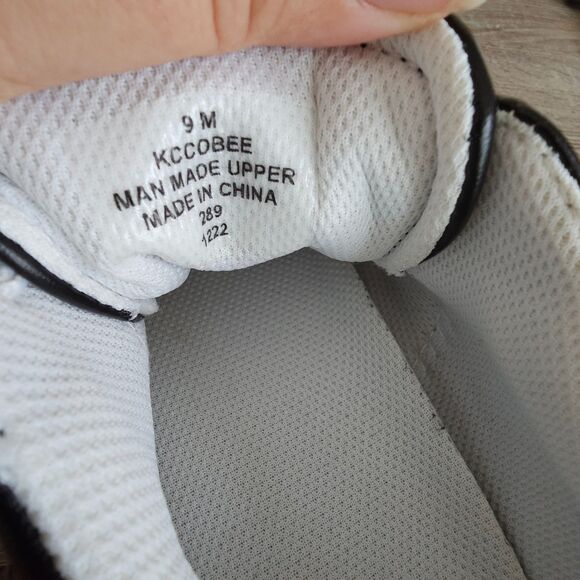 9 M
KCCOBEE
MAN MADE UPPER
MADE IN CHINA
289
1222